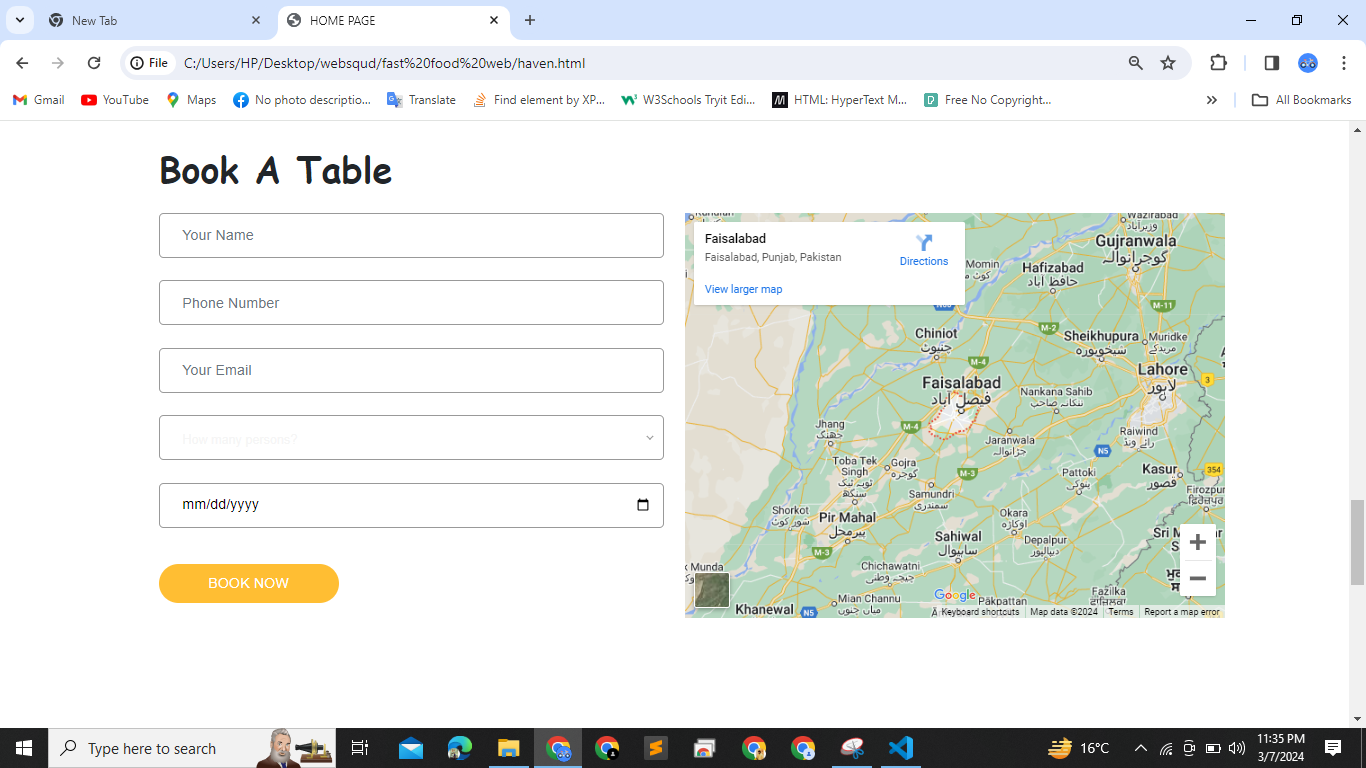 New Tab
HOME PAGE
File
C:/Users/HP/Desktop/websqud/fast%20food%20web/haven.html
Gmail
YouTube
Maps
No photo descriptio...
Translate
Find element by XP...
W3Schools Tryit Edi...
HTML: HyperText M...
Free No Copyright...
All Bookmarks
Book A Table
Your Name
Phone Number
Your Email
How many persons?
mm/dd/yyyy
BOOK NOW
Faisalabad
Faisalabad, Punjab, Pakistan
Directions
View larger map
Wazirabad
وزیرآباد
Gujranwala
گوجرانوالہ
Momin
Hafizabad
حافظ آباد
M-11
M-2
Chiniot
چنیوٹ
Sheikhupura
شیخوپورہ
Muridke
مریدکے
M-4
Lahore
لاہور
3
Faisalabad
فیصل آباد
Nankana Sahib
ننکانہ صاحب
Jhang
جھنگ
M-4
Jaranwala
جڑانوالہ
Raiwind
رائے ونڈ
N5
Toba Tek
Singh
ٹوبہ ٹیک
سنگھ
Gojra
گوجرہ
M-3
Pattoki
پتوکی
Kasur
قصور
354
Samundri
سمندری
Firozpur
Shorkot
شور کوٹ
Pir Mahal
پیرمحل
Okara
اوکاڑہ
M-3
Sahiwal
ساہیوال
Depalpur
دیپالپور
Sri M
Munda
Chichawatni
چیچہ وطنی
Fazilka
Khanewal
N5
Mian Channu
میاں چنوں
Google
Pakpattan
Keyboard shortcuts
Map data ©2024
Terms
Report a map error
Type here to search
16°C
11:35 PM
3/7/2024